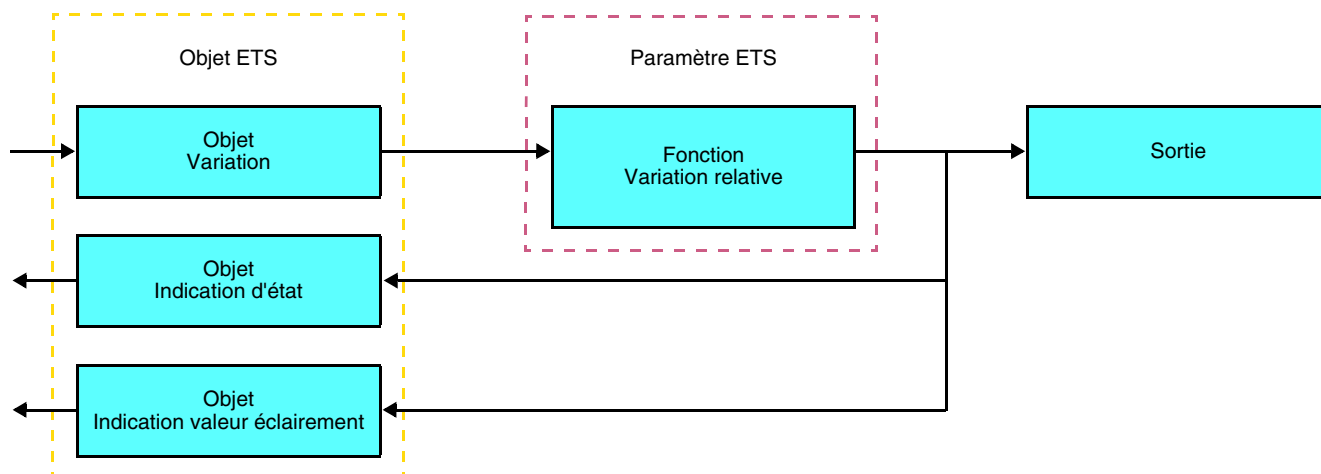 Objet ETS
Paramètre ETS
Objet
Variation
Fonction
Variation relative
Sortie
Objet
Indication d'état
Objet
Indication valeur éclairement